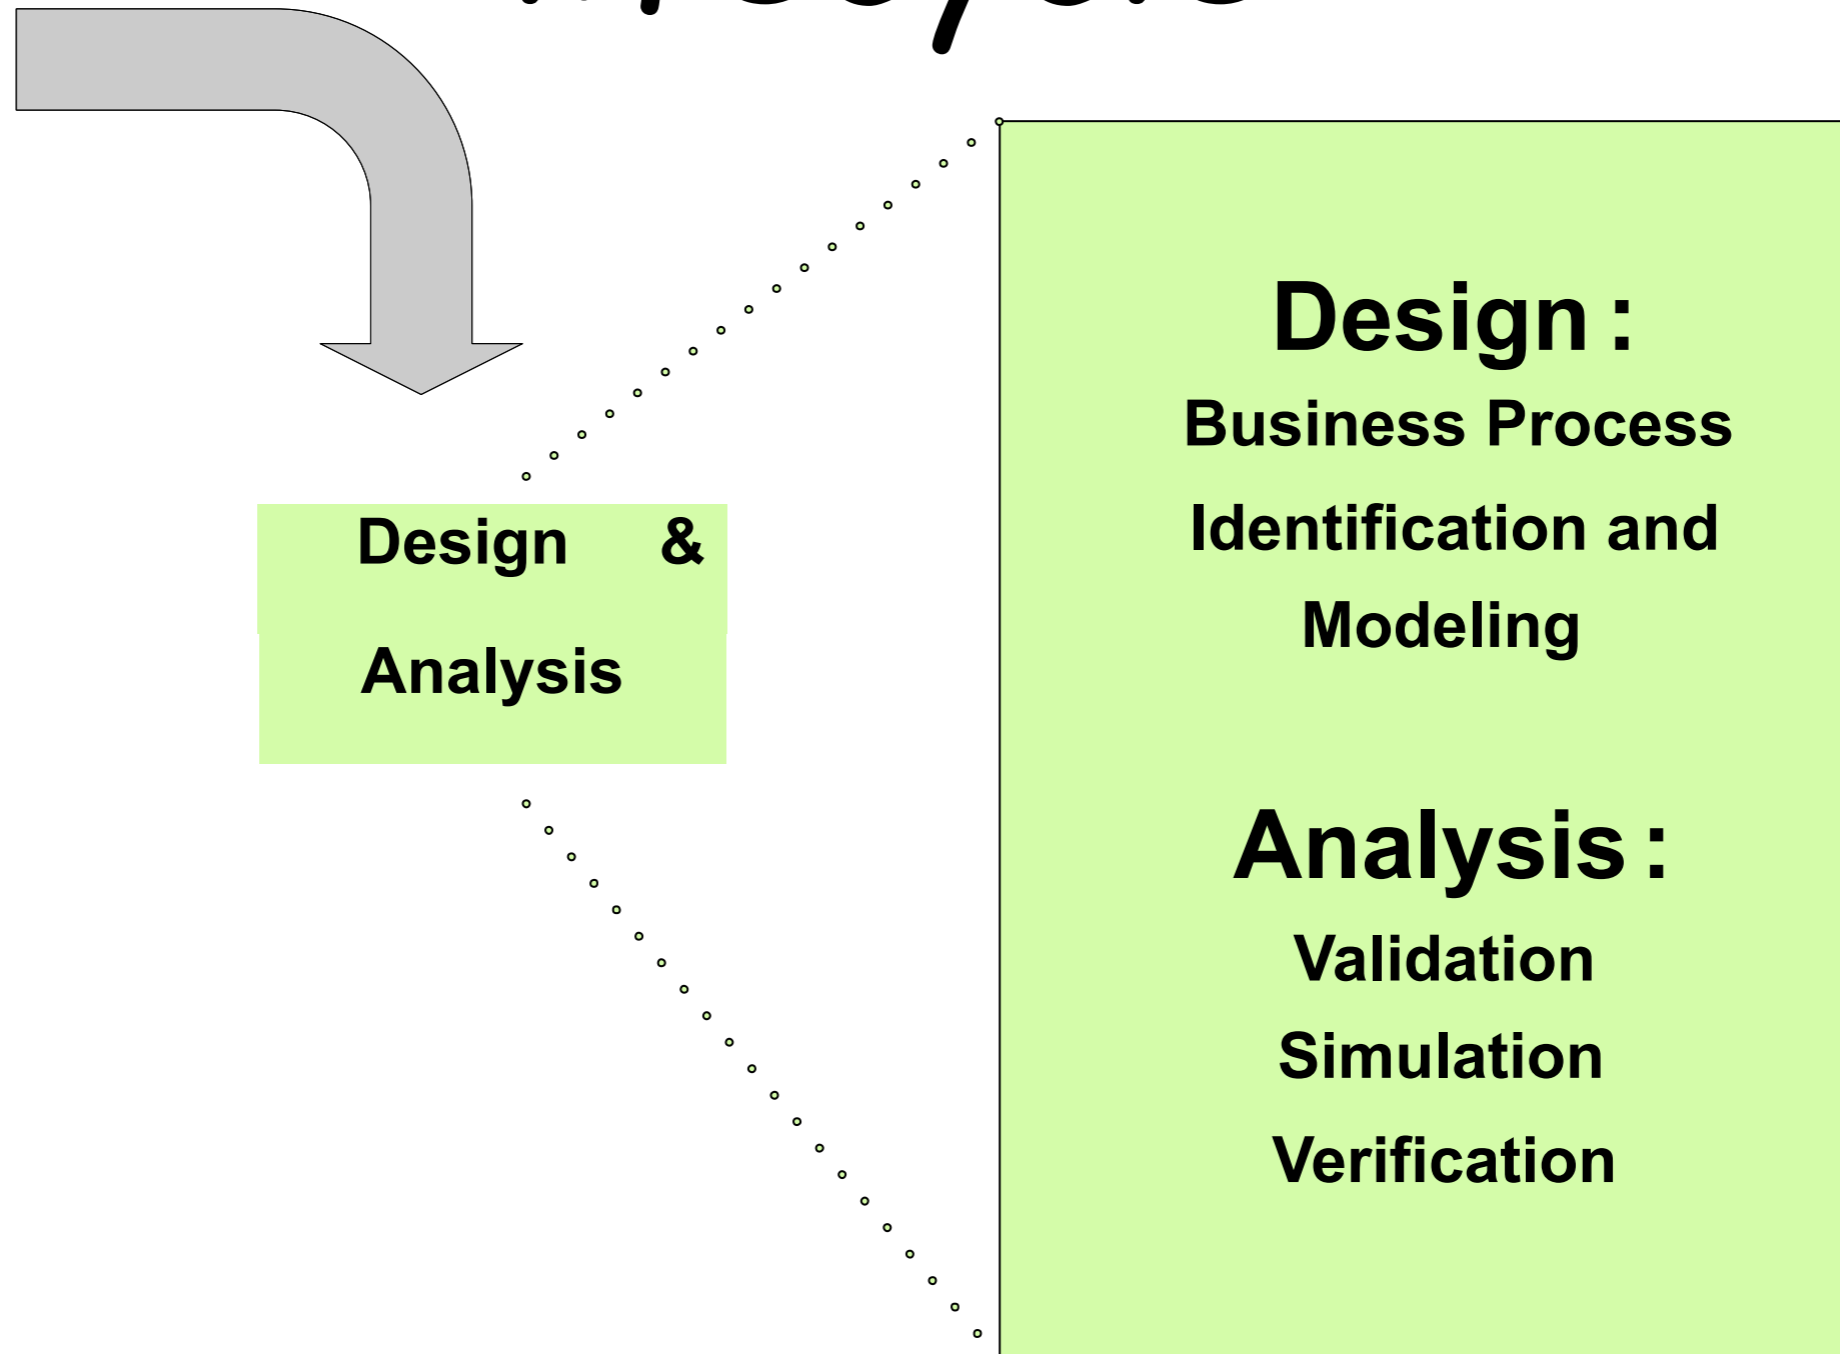 Design &
Analysis
Design :
Business Process
Identification and
Modeling
Analysis :
Validation
Simulation
Verification